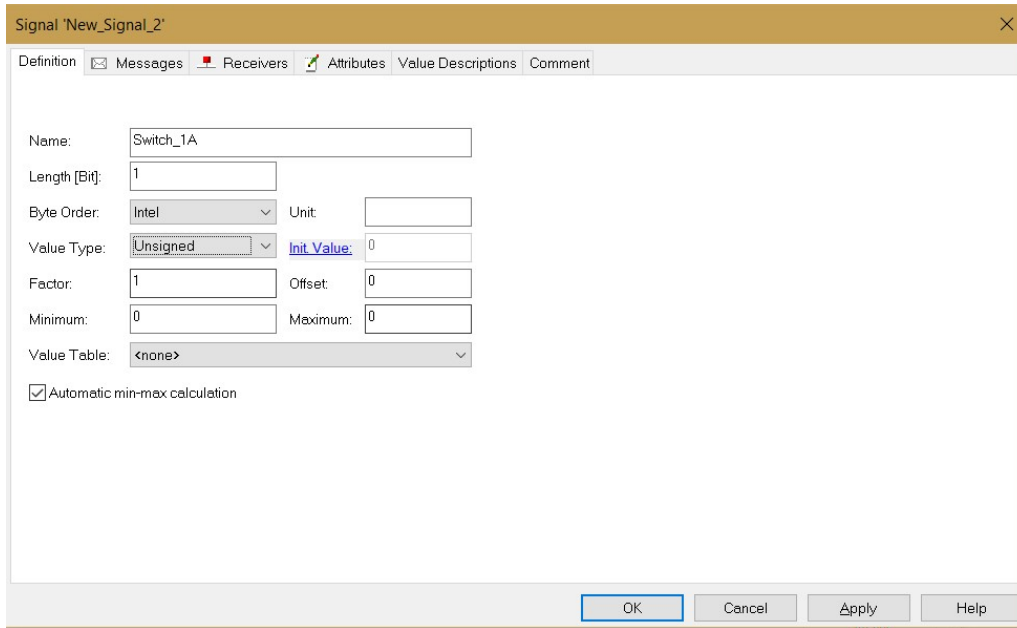 Signal 'New_Signal_2'
Definition Messages Receivers Attributes Value Descriptions Comment
Name: Switch_1A
Length [Bit]: 1
Byte Order: Intel Unit:
Value Type: Unsigned Init. Value: 0
Factor: 1 Offset: 0
Minimum: 0 Maximum: 0
Value Table: <none>
Automatic min-max calculation
OK Cancel Apply Help